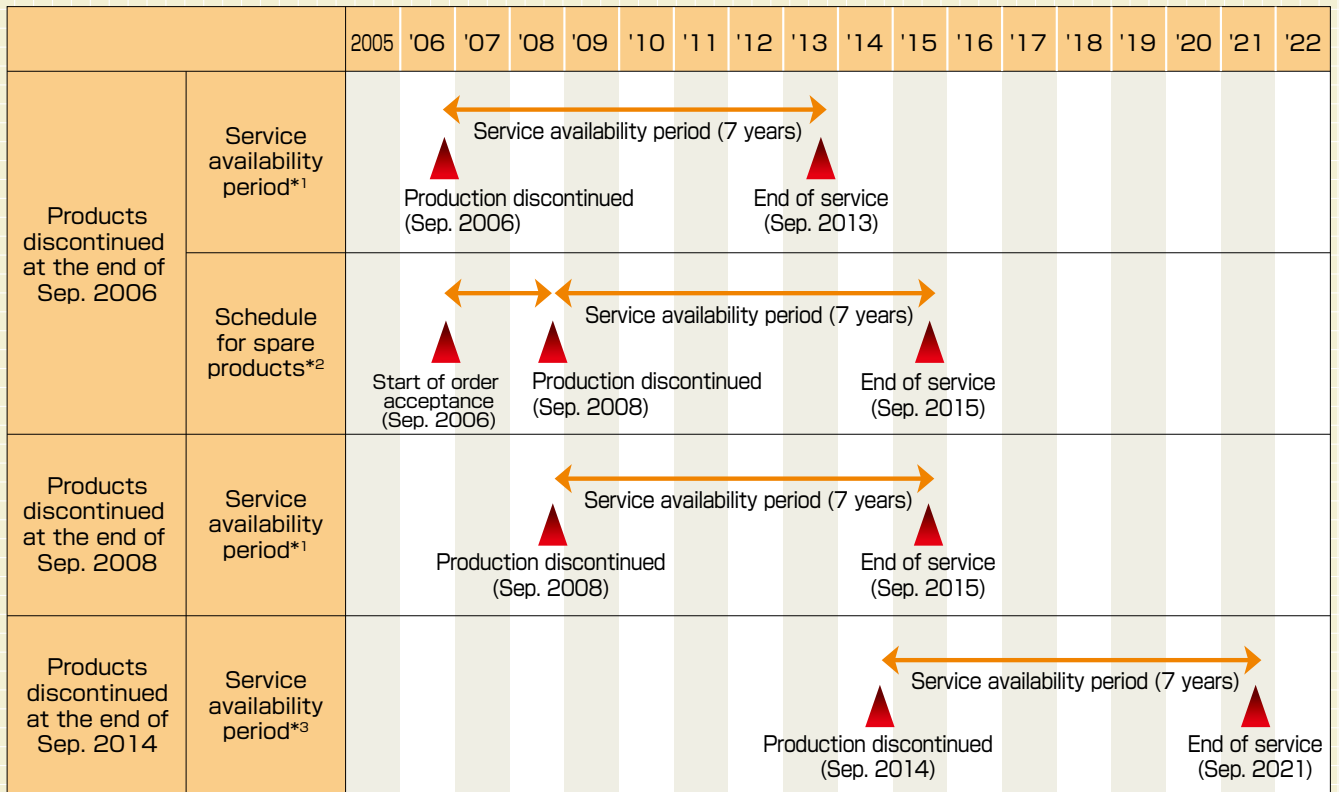 2005 '06 '07 '08 '09 '10 '11 '12 '13 '14 '15 '16 '17 '18 '19 '20 '21 '22
Products
discontinued
at the end of
Sep. 2006
Service
availability
period*1
Service availability period (7 years)
Production discontinued
(Sep. 2006)
End of service
(Sep. 2013)
Schedule
for spare
products*2
Service availability period (7 years)
Start of order
acceptance
(Sep. 2006)
Production discontinued
(Sep. 2008)
End of service
(Sep. 2015)
Products
discontinued
at the end of
Sep. 2008
Service
availability
period*1
Service availability period (7 years)
Production discontinued
(Sep. 2008)
End of service
(Sep. 2015)
Products
discontinued
at the end of
Sep. 2014
Service
availability
period*3
Service availability period (7 years)
Production discontinued
(Sep. 2014)
End of service
(Sep. 2021)